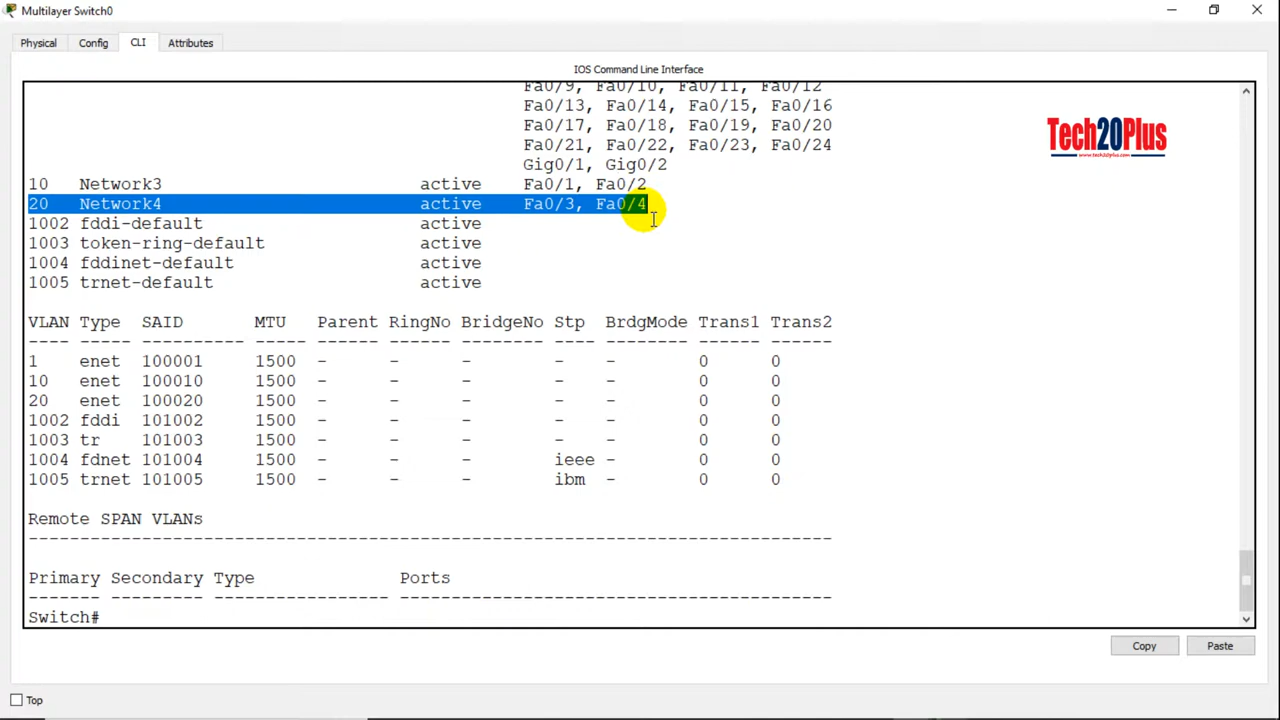 Multilayer Switch0
Physical Config CLI Attributes
IOS Command Line Interface
Fa0/9, Fa0/10, Fa0/11, Fa0/12
Fa0/13, Fa0/14, Fa0/15, Fa0/16
Fa0/17, Fa0/18, Fa0/19, Fa0/20
Fa0/21, Fa0/22, Fa0/23, Fa0/24
Gig0/1, Gig0/2
10 Network3 active Fa0/1, Fa0/2
20 Network4 active Fa0/3, Fa0/4
1002 fddi-default active
1003 token-ring-default active
1004 fddinet-default active
1005 trnet-default active
VLAN Type SAID MTU Parent RingNo BridgeNo Stp BrdgMode Trans1 Trans2
---- ----- ---------- ----- ------ ------ -------- ---- -------- ------ ------
1 enet 100001 1500 - - - - - 0 0
10 enet 100010 1500 - - - - - 0 0
20 enet 100020 1500 - - - - - 0 0
1002 fddi 101002 1500 - - - - - 0 0
1003 tr 101003 1500 - - - - - 0 0
1004 fdnet 101004 1500 - - - ieee - 0 0
1005 trnet 101005 1500 - - - ibm - 0 0
Remote SPAN VLANs
------------------------------------------------------------------------------
Primary Secondary Type Ports
------- --------- ----------------- ------------------------------------------
Switch#
Tech20Plus
www.tech20plus.com
Copy Paste
Top